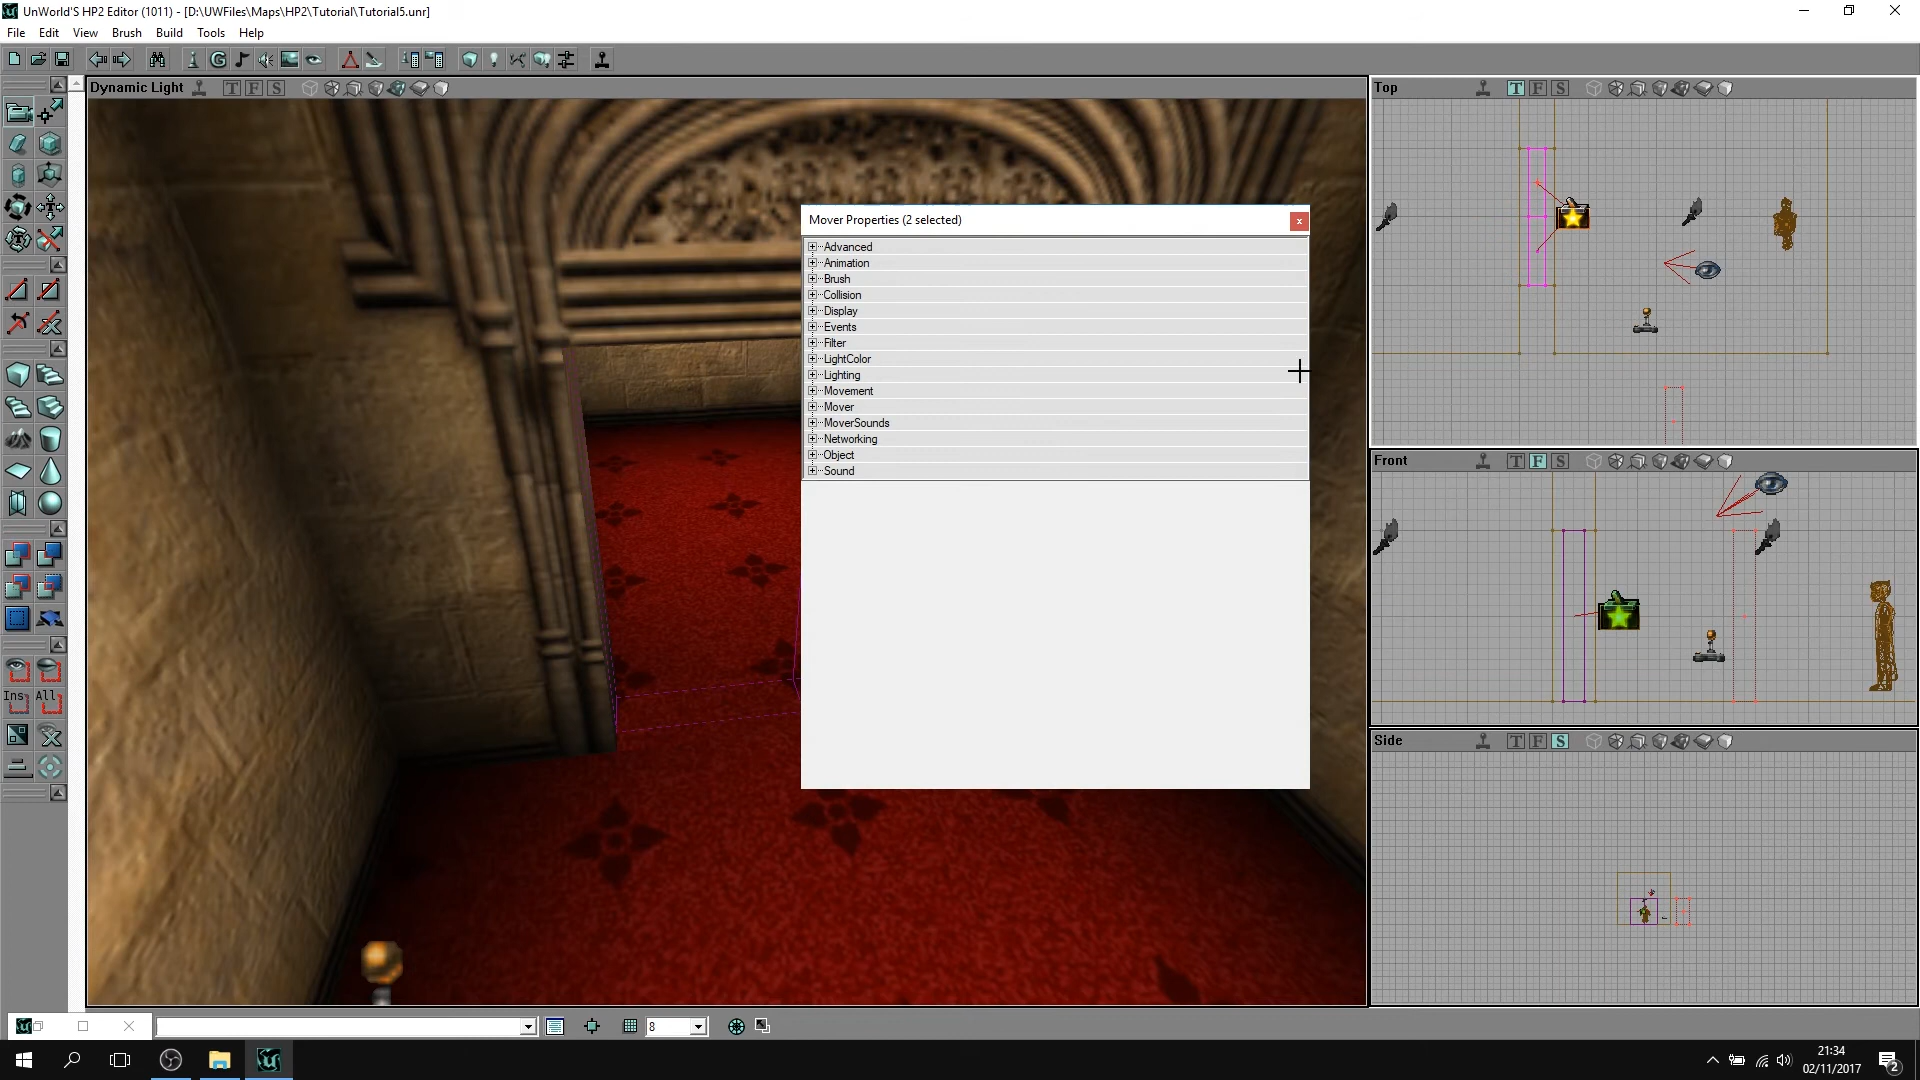 UnWorld'S HP2 Editor (1011) - [D:\UWFiles\Maps\HP2\Tutorial\Tutorial5.unr]
File Edit View Brush Build Tools Help
Dynamic Light T F S
Top T F S
Mover Properties (2 selected)
Advanced
Animation
Brush
Collision
Display
Events
Filter
LightColor
Lighting
Movement
Mover
MoverSounds
Networking
Object
Sound
Front T F S
Ins All
Side T F S
8
21:34
02/11/2017
2